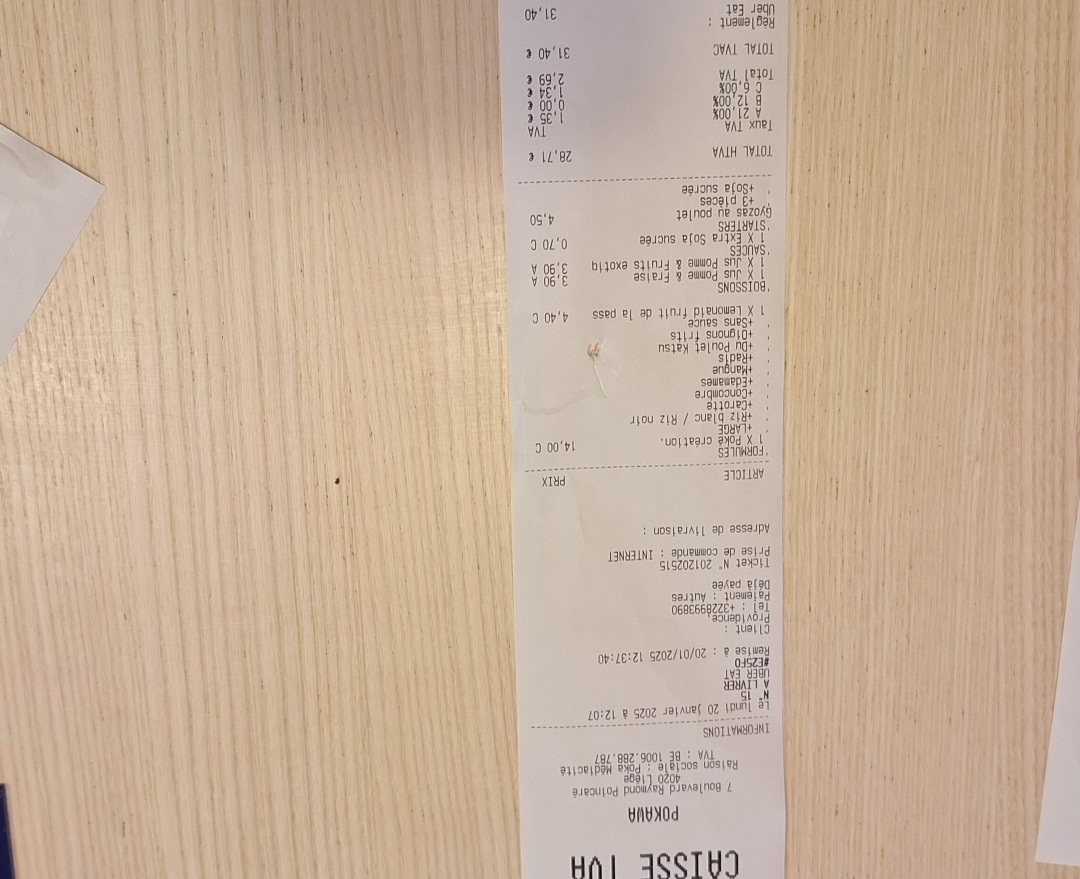 CAISSE TVA
POKAWA
7 Boulevard Raymond Poincaré
4020 Liège
Raison sociale : Poka Médiacité
TVA : BE 1006.288.787
INFORMATIONS
Le lundi 20 janvier 2025 à 12:07
N° 15
A LIVRER
UBER EAT
#E25F0
Remise à : 20/01/2025 12:37:40
Client :
Providence,
Tel : +3228993890
Paiement : Autres
Déjà payée
Ticket N° 201202515
Prise de commande : INTERNET
Adresse de livraison :
ARTICLE PRIX
'FORMULES
1 X Poké création. 14,00 C
' +LARGE
' +Riz blanc / Riz noir
' +Carotte
' +Concombre
' +Edamames
' +Mangue
' +Radis
' +Du Poulet Katsu
' +Oignons frits
' +Sans sauce
1 X Lemonaid fruit de la pass 4,40 C
'BOISSONS
1 X Jus Pomme & Fraise 3,90 A
1 X Jus Pomme & Fruits exotiq 3,90 A
'SAUCES
1 X Extra Soja sucrée 0,70 C
'STARTERS
Gyozas au poulet 4,50
' +3 pièces
' +Soja sucrée
TOTAL HTVA 28,71 €
Taux TVA TVA
A 21,00% 1,35 €
B 12,00% 0,00 €
C 6,00% 1,34 €
Total TVA 2,69 €
TOTAL TVAC 31,40 €
Règlement :
Uber Eat 31,40